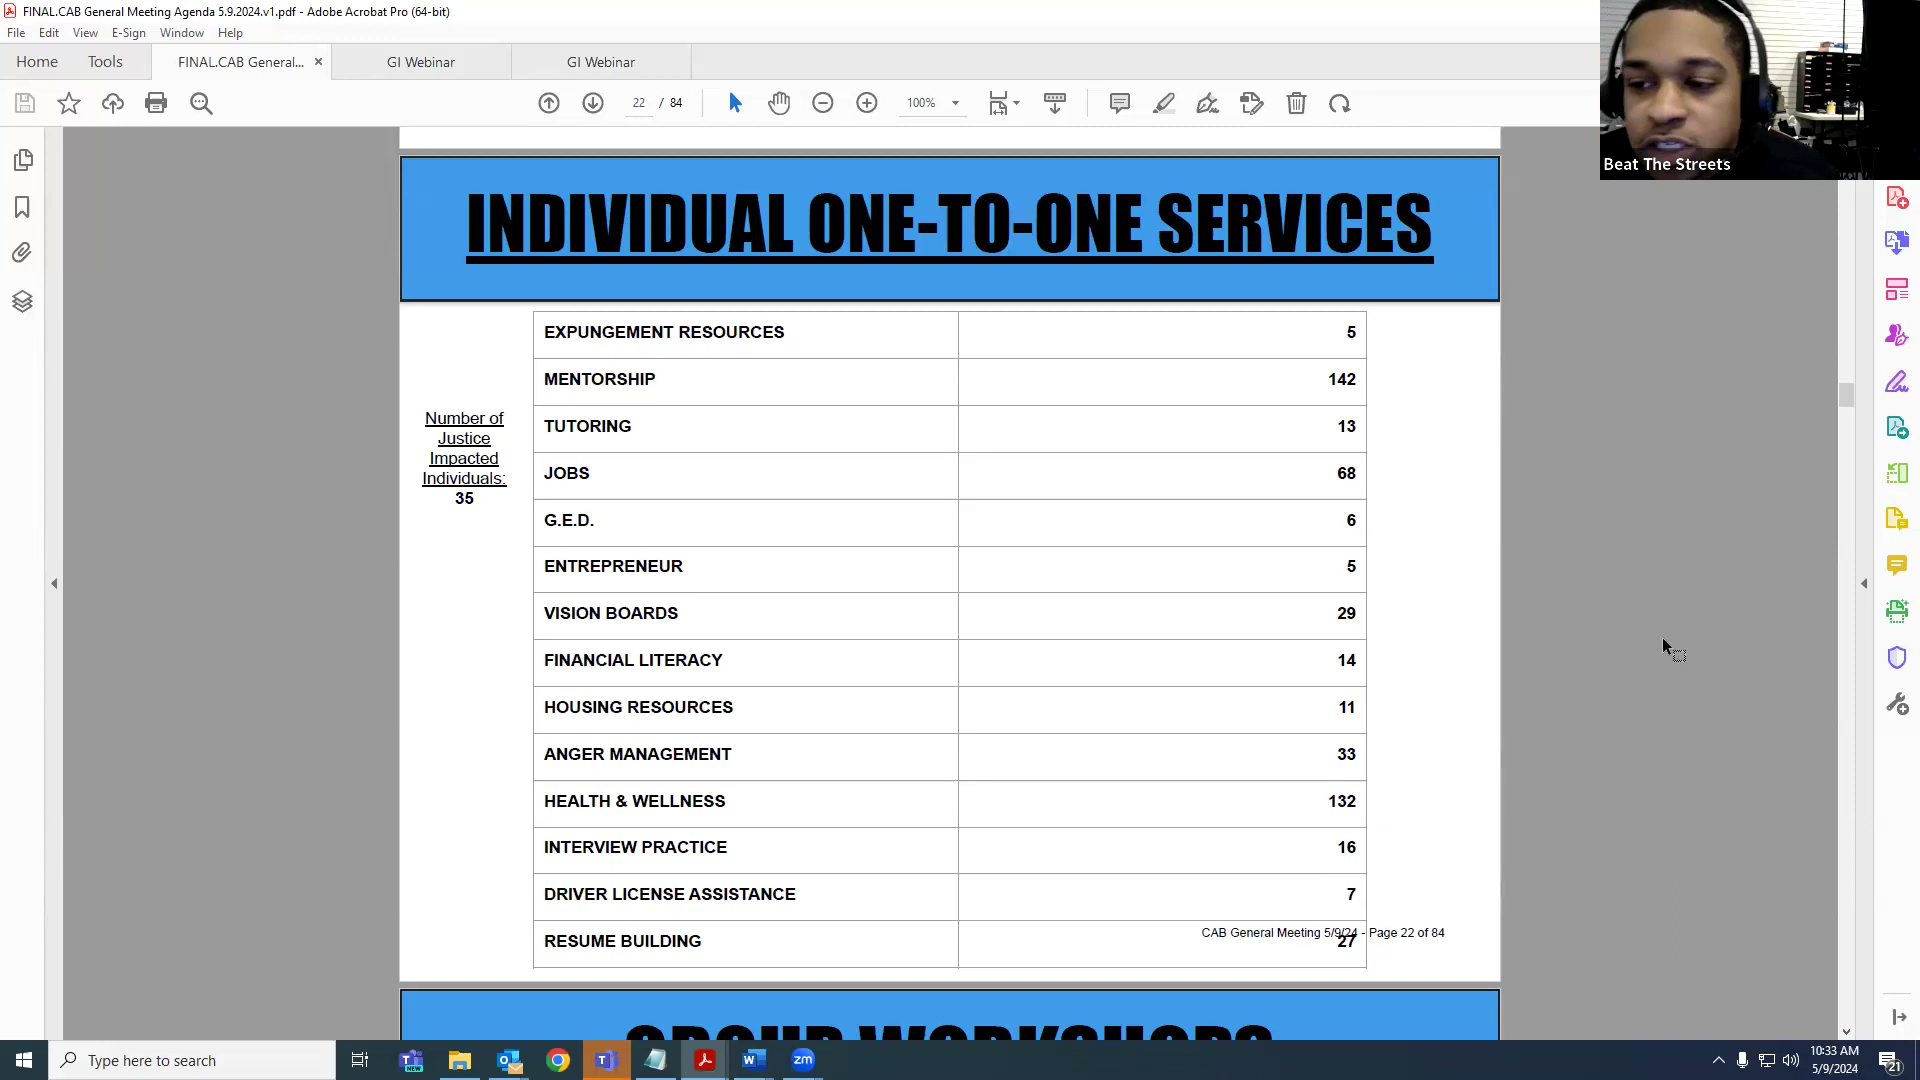 FINAL.CAB General Meeting Agenda 5.9.2024.v1.pdf - Adobe Acrobat Pro (64-bit)
File Edit View E-Sign Window Help
Home Tools FINAL.CAB General... × GI Webinar GI Webinar
22 / 84 100%
Beat The Streets
INDIVIDUAL ONE-TO-ONE SERVICES
Number of
Justice
Impacted
Individuals:
35
EXPUNGEMENT RESOURCES 5
MENTORSHIP 142
TUTORING 13
JOBS 68
G.E.D. 6
ENTREPRENEUR 5
VISION BOARDS 29
FINANCIAL LITERACY 14
HOUSING RESOURCES 11
ANGER MANAGEMENT 33
HEALTH & WELLNESS 132
INTERVIEW PRACTICE 16
DRIVER LICENSE ASSISTANCE 7
RESUME BUILDING 27
CAB General Meeting 5/9/24 - Page 22 of 84
GROUP WORKSHOPS
Type here to search
10:33 AM
5/9/2024
21